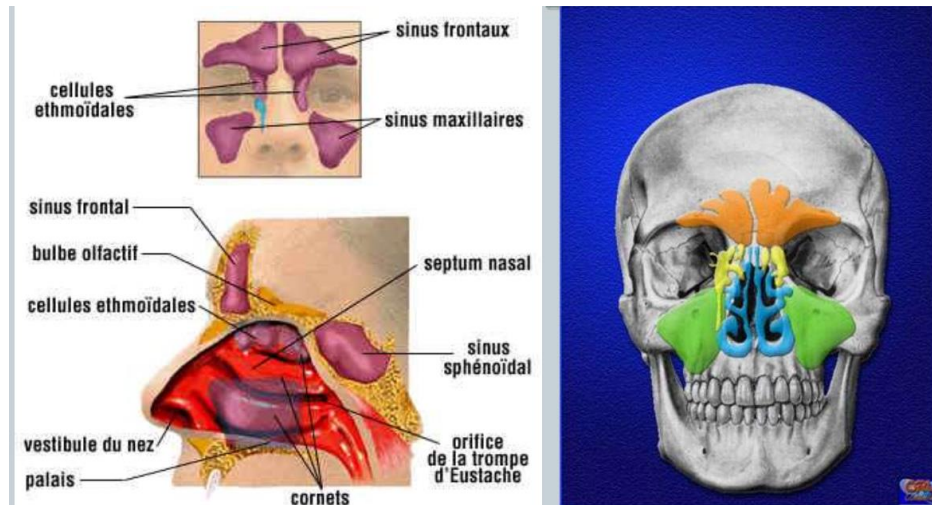 sinus frontaux
cellules
ethmoïdales
sinus maxillaires
sinus frontal
bulbe olfactif
septum nasal
cellules ethmoïdales
sinus
sphénoïdal
vestibule du nez
orifice
de la trompe
d'Eustache
palais
cornets